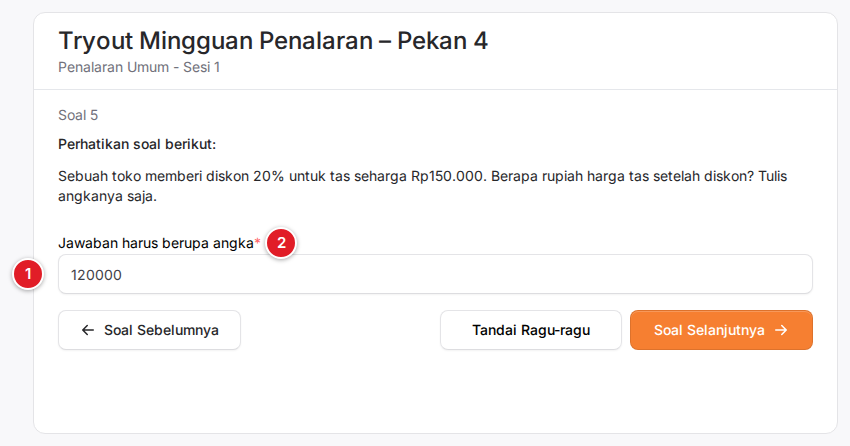 Tryout Mingguan Penalaran – Pekan 4
Penalaran Umum - Sesi 1
Soal 5
Perhatikan soal berikut:
Sebuah toko memberi diskon 20% untuk tas seharga Rp150.000. Berapa rupiah harga tas setelah diskon? Tulis
angkanya saja.
Jawaban harus berupa angka* 2
1 120000
← Soal Sebelumnya Tandai Ragu-ragu Soal Selanjutnya →